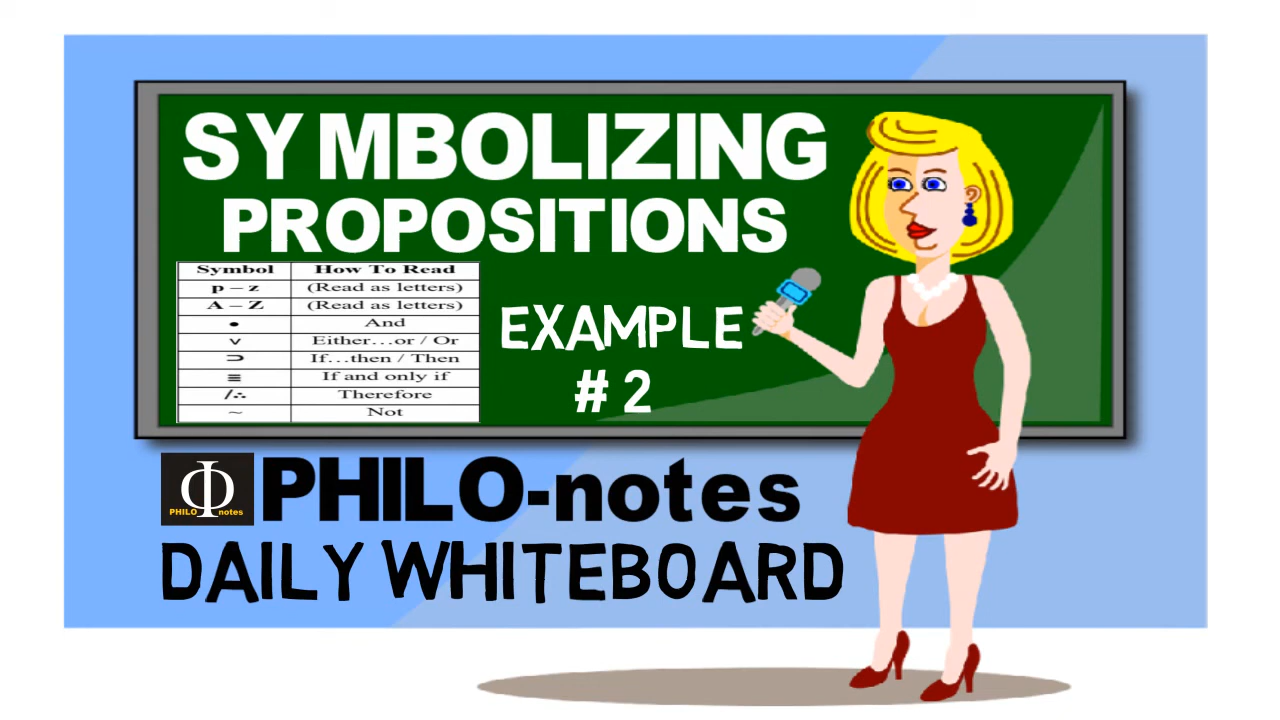 SYMBOLIZING
PROPOSITIONS
Symbol How To Read
p – z (Read as letters)
A – Z (Read as letters)
• And
v Either…or / Or
⊃ If…then / Then
≡ If and only if
/∴ Therefore
~ Not
EXAMPLE
# 2
Φ
PHILO notes
PHILO-notes
DAILY WHITEBOARD